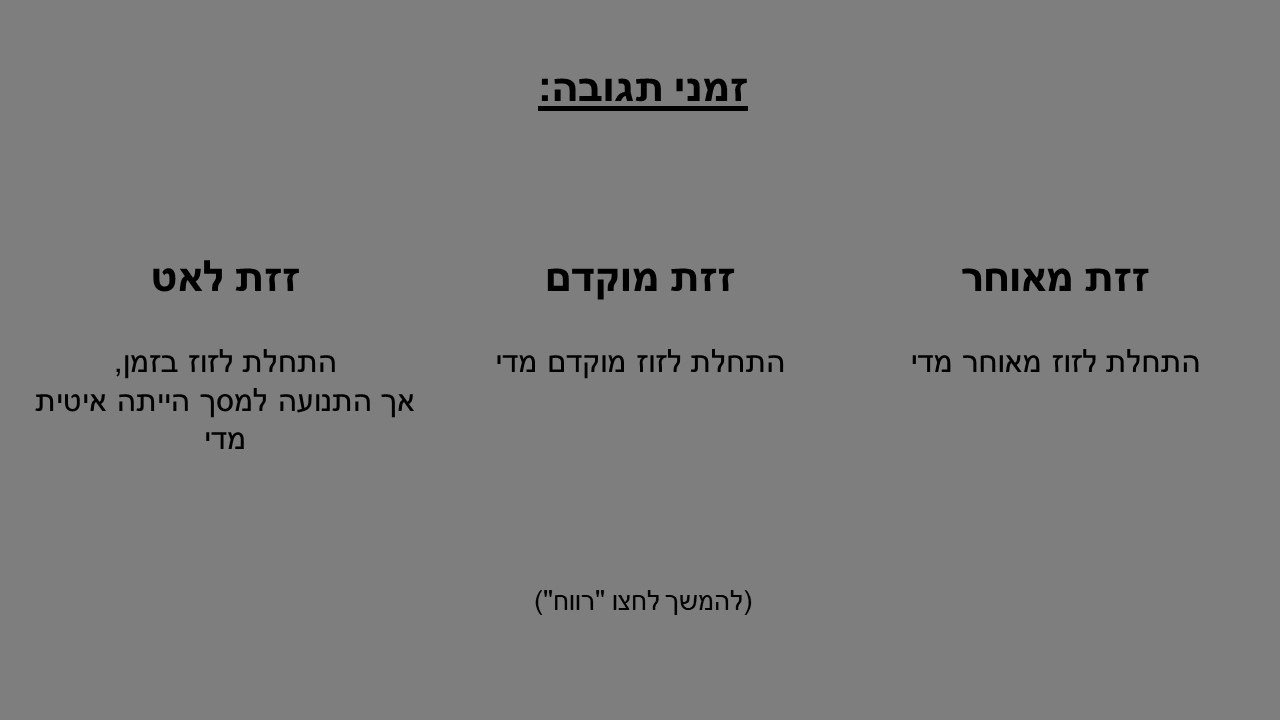 זמני תגובה:
זזת מאוחר
התחלת לזוז מאוחר מדי
זזת מוקדם
התחלת לזוז מוקדם מדי
זזת לאט
התחלת לזוז בזמן,
אך התנועה למסך הייתה איטית
מדי
(להמשך לחצו "רווח")